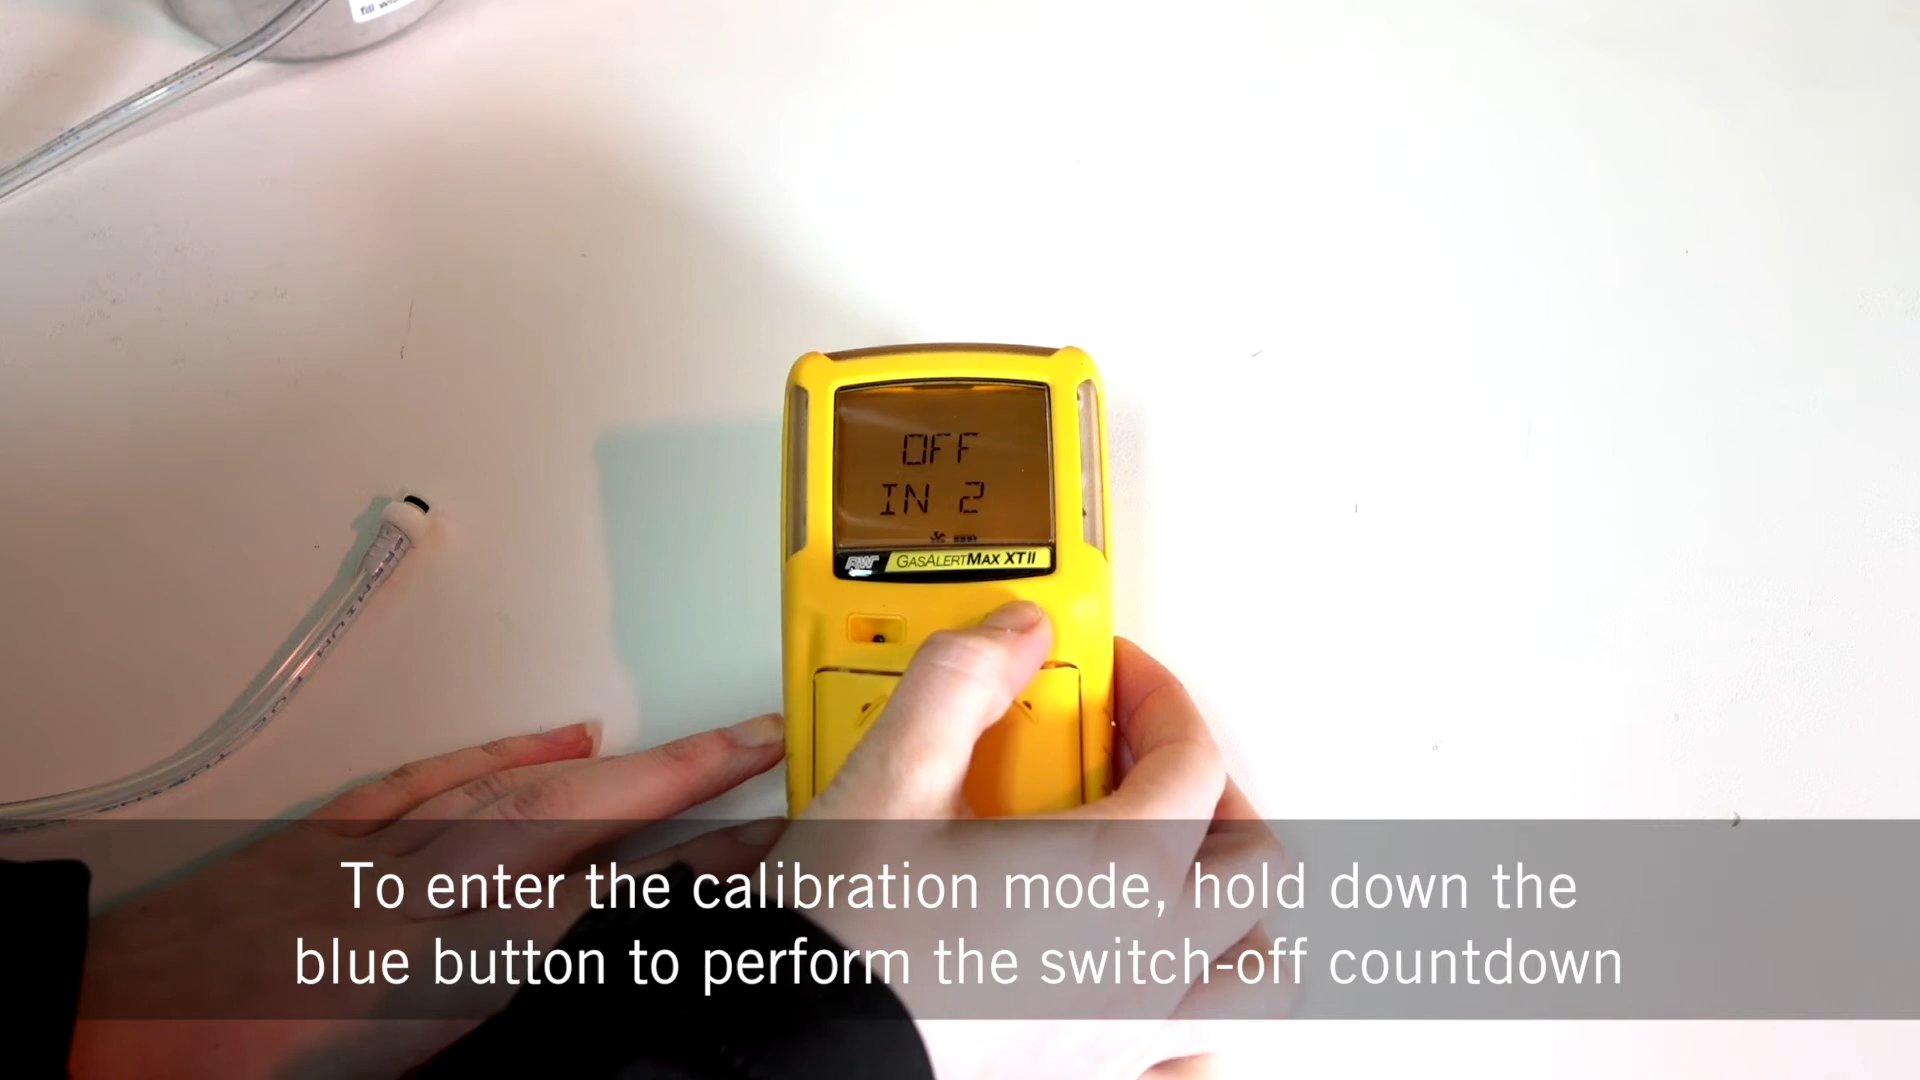 fill w
OFF
IN 2
BW GASALERTMAX XT II
To enter the calibration mode, hold down the
blue button to perform the switch-off countdown